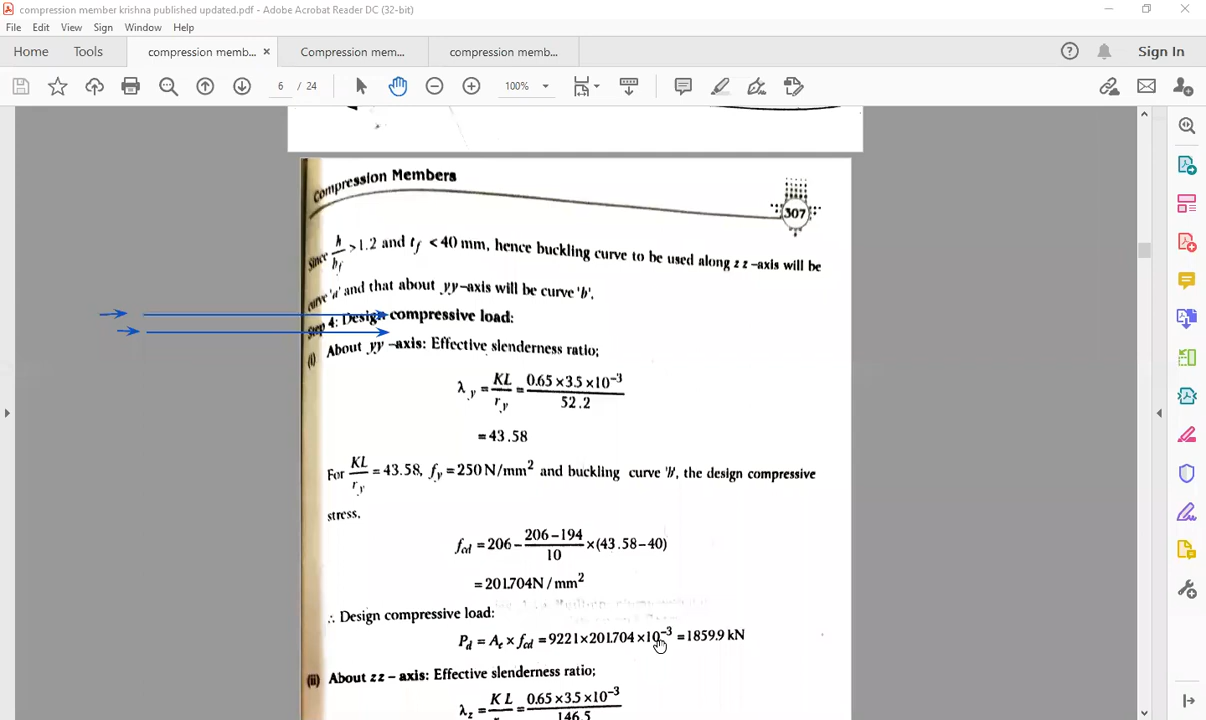 compression member krishna published updated.pdf - Adobe Acrobat Reader DC (32-bit)
File Edit View Sign Window Help
Home Tools compression memb... × Compression mem... compression memb... Sign In
6 / 24 100%
Compression Members
307
Since h/b_f >1.2 and t_f <40 mm, hence buckling curve to be used along z z-axis will be
curve 'a' and that about yy-axis will be curve 'b'.
Step 4: Design compressive load:
(i) About yy-axis: Effective slenderness ratio;
λ_y = KL/r_y = 0.65×3.5×10⁻³/52.2
= 43.58
For KL/r_y = 43.58, f_y = 250 N/mm² and buckling curve 'b', the design compressive
stress.
f_cd = 206 − 206−194/10 ×(43.58−40)
= 201.704 N/mm²
∴ Design compressive load:
P_d = A_e × f_cd = 9221×201.704×10⁻³ = 1859.9 kN
(ii) About zz-axis: Effective slenderness ratio;
λ_z = KL = 0.65×3.5×10⁻³/146.5